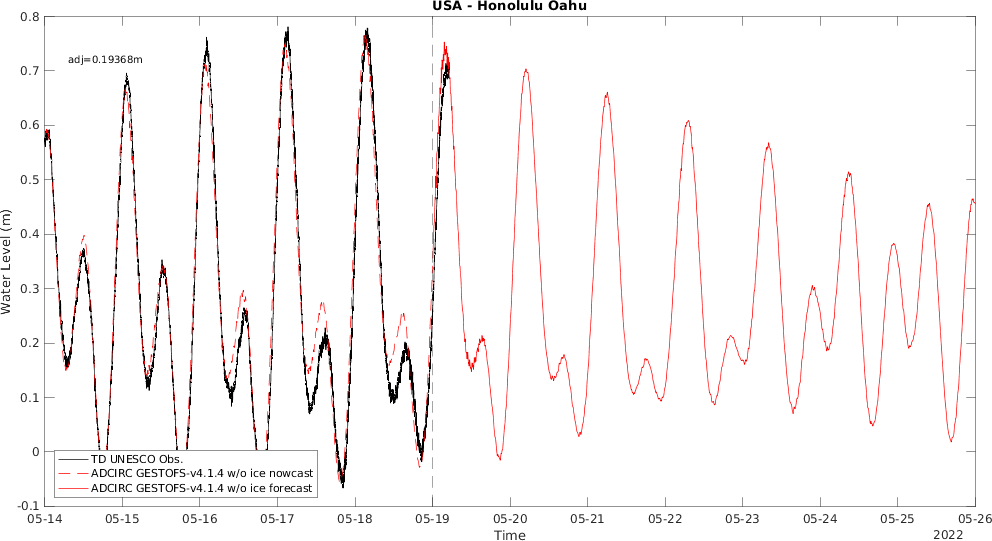 USA - Honolulu Oahu
adj=0.19368m
Water Level (m)
0.8
0.7
0.6
0.5
0.4
0.3
0.2
0.1
0
-0.1
TD UNESCO Obs.
ADCIRC GESTOFS-v4.1.4 w/o ice nowcast
ADCIRC GESTOFS-v4.1.4 w/o ice forecast
05-14 05-15 05-16 05-17 05-18 05-19 05-20 05-21 05-22 05-23 05-24 05-25 05-26
Time
2022